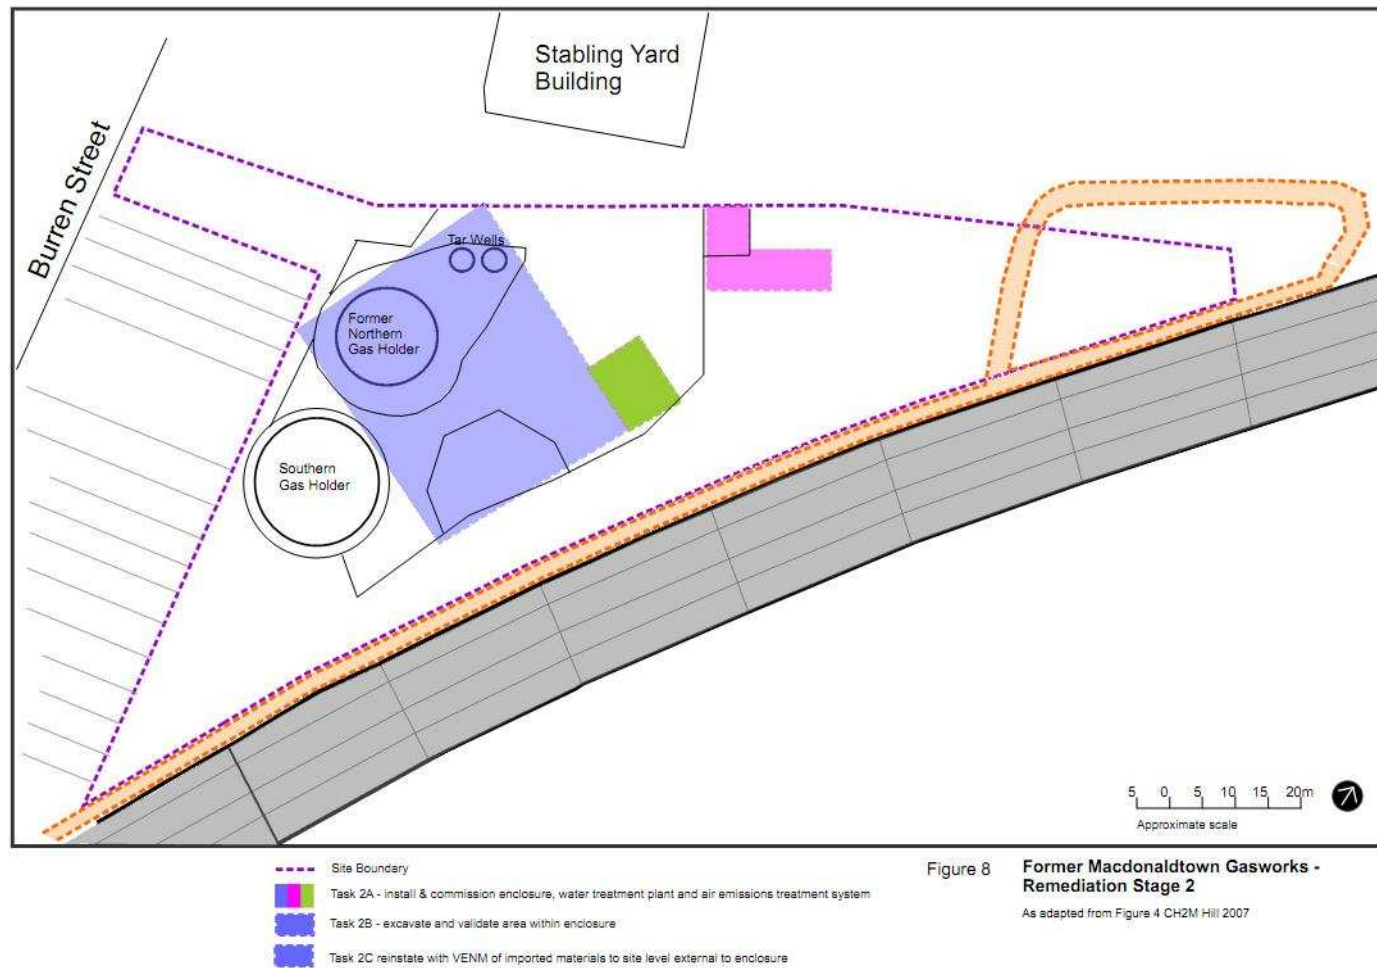 Stabling Yard
Building
Burren Street
Tar Wells
Former
Northern
Gas Holder
Southern
Gas Holder
5 0 5 10 15 20m
Approximate scale
Site Boundary
Task 2A - install & commission enclosure, water treatment plant and air emissions treatment system
Task 2B - excavate and validate area within enclosure
Task 2C reinstate with VENM of imported materials to site level external to enclosure
Figure 8
Former Macdonaldtown Gasworks -
Remediation Stage 2
As adapted from Figure 4 CH2M Hill 2007